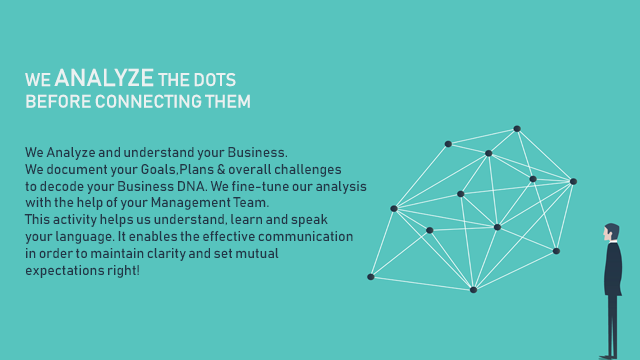 WE ANALYZE THE DOTS
BEFORE CONNECTING THEM
We Analyze and understand your Business.
We document your Goals,Plans & overall challenges
to decode your Business DNA. We fine-tune our analysis
with the help of your Management Team.
This activity helps us understand, learn and speak
your language. It enables the effective communication
in order to maintain clarity and set mutual
expectations right!